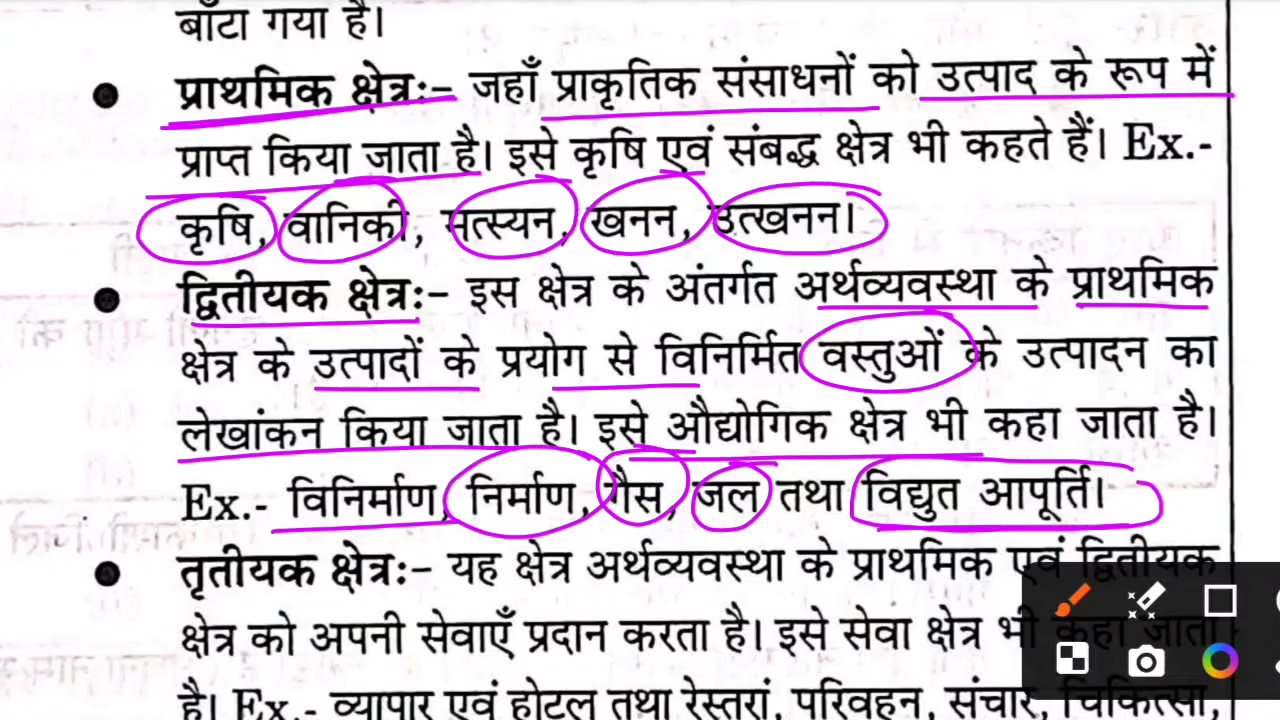 बाँटा गया है।
● प्राथमिक क्षेत्रः- जहाँ प्राकृतिक संसाधनों को उत्पाद के रूप में
प्राप्त किया जाता है। इसे कृषि एवं संबद्ध क्षेत्र भी कहते हैं। Ex.-
कृषि, वानिकी, मत्स्यन, खनन, उत्खनन।
● द्वितीयक क्षेत्रः- इस क्षेत्र के अंतर्गत अर्थव्यवस्था के प्राथमिक
क्षेत्र के उत्पादों के प्रयोग से विनिर्मित वस्तुओं के उत्पादन का
लेखांकन किया जाता है। इसे औद्योगिक क्षेत्र भी कहा जाता है।
Ex.- विनिर्माण, निर्माण, गैस, जल तथा विद्युत आपूर्ति।
● तृतीयक क्षेत्रः- यह क्षेत्र अर्थव्यवस्था के प्राथमिक एवं द्वितीयक
क्षेत्र को अपनी सेवाएँ प्रदान करता है। इसे सेवा क्षेत्र भी कहा जाता
है। Ex.- व्यापार एवं होटल तथा रेस्तरां, परिवहन, संचार, चिकित्सा,